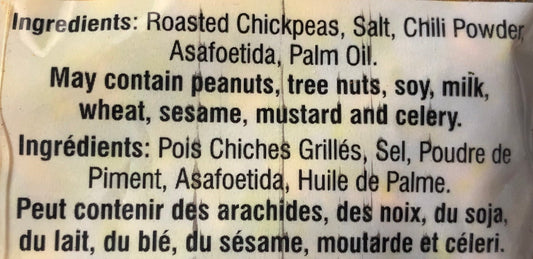 Ingredients: Roasted Chickpeas, Salt, Chili Powder,
Asafoetida, Palm Oil.
May contain peanuts, tree nuts, soy, milk,
wheat, sesame, mustard and celery.
Ingrédients: Pois Chiches Grillés, Sel, Poudre de
Piment, Asafoetida, Huile de Palme.
Peut contenir des arachides, des noix, du soja,
du lait, du blé, du sésame, moutarde et céleri.